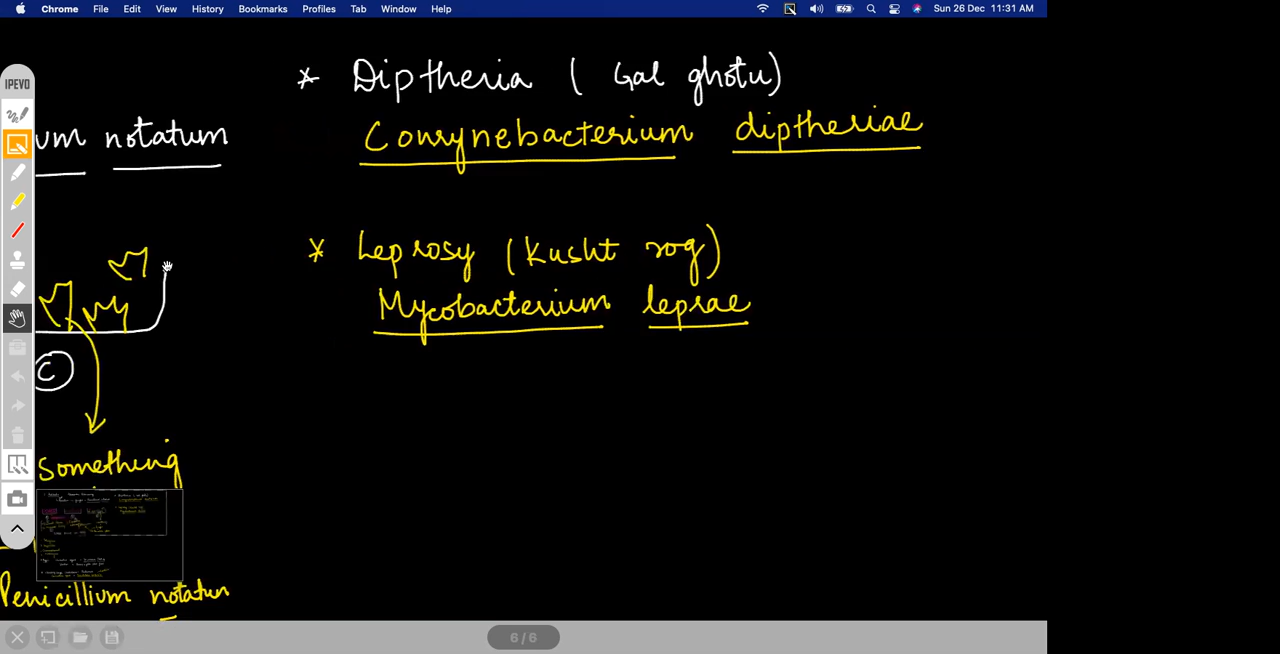 Chrome File Edit View History Bookmarks Profiles Tab Window Help Sun 26 Dec 11:31 AM
IPEVO
* Diptheria ( Gal ghotu)
Corynebacterium diptheriae
um notatum
* Leprosy (Kusht rog)
Mycobacterium leprae
C
something
Penicillium notatun
6/6